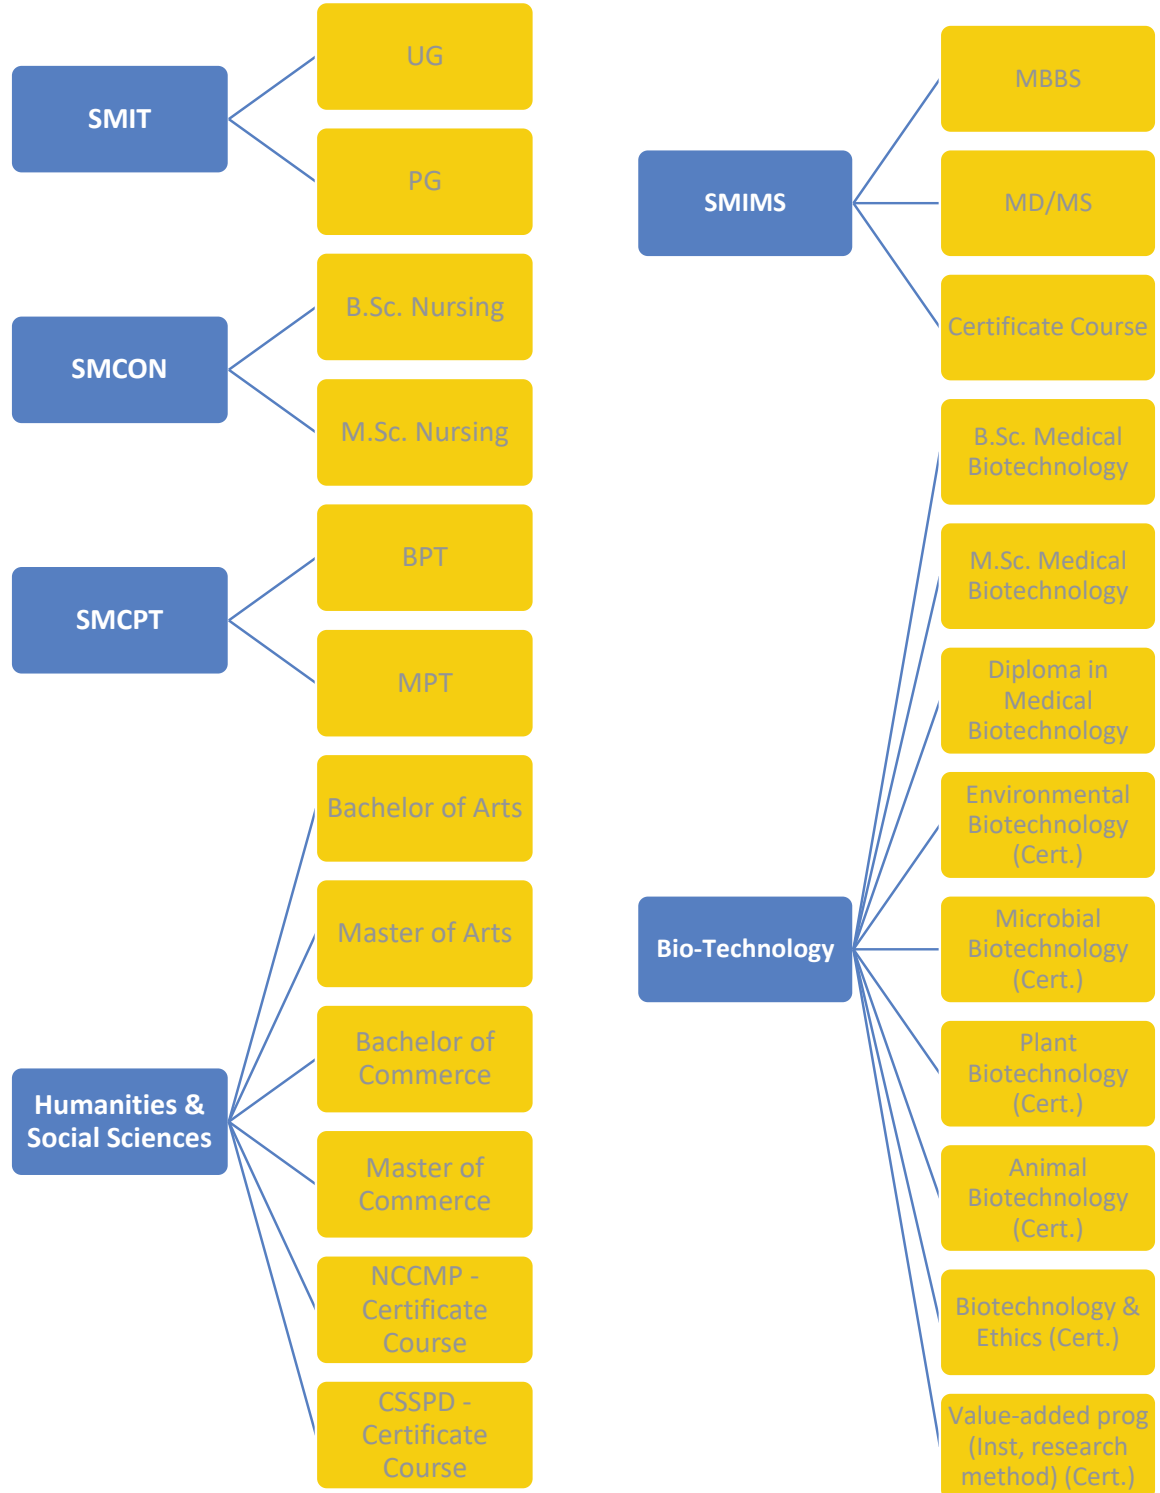 SMIT
UG
PG
SMCON
B.Sc. Nursing
M.Sc. Nursing
SMCPT
BPT
MPT
Humanities &
Social Sciences
Bachelor of Arts
Master of Arts
Bachelor of
Commerce
Master of
Commerce
NCCMP -
Certificate
Course
CSSPD -
Certificate
Course
SMIMS
MBBS
MD/MS
Certificate Course
Bio-Technology
B.Sc. Medical
Biotechnology
M.Sc. Medical
Biotechnology
Diploma in
Medical
Biotechnology
Environmental
Biotechnology
(Cert.)
Microbial
Biotechnology
(Cert.)
Plant
Biotechnology
(Cert.)
Animal
Biotechnology
(Cert.)
Biotechnology &
Ethics (Cert.)
Value-added prog
(Inst, research
method) (Cert.)